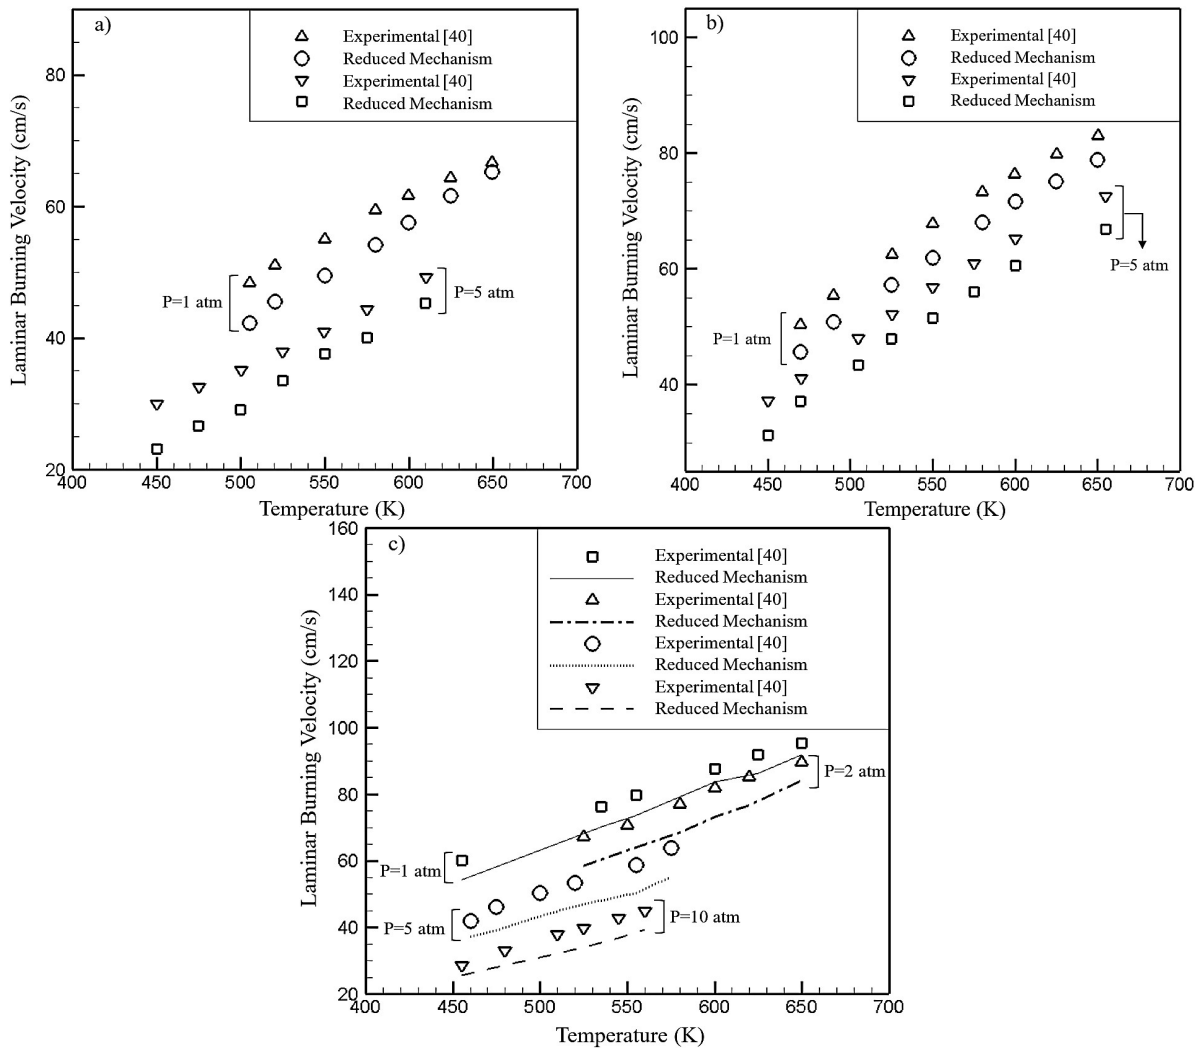 a)
Experimental [40]
Reduced Mechanism
Experimental [40]
Reduced Mechanism
Laminar Burning Velocity (cm/s)
80
60
40
20
P=1 atm
P=5 atm
400
450
500
550
600
650
700
Temperature (K)
b)
Experimental [40]
Reduced Mechanism
Experimental [40]
Reduced Mechanism
Laminar Burning Velocity (cm/s)
100
80
60
40
P=1 atm
P=5 atm
400
450
500
550
600
650
700
Temperature (K)
c)
Experimental [40]
Reduced Mechanism
Experimental [40]
Reduced Mechanism
Experimental [40]
Reduced Mechanism
Experimental [40]
Reduced Mechanism
Laminar Burning Velocity (cm/s)
160
140
120
100
80
60
40
20
P=2 atm
P=1 atm
P=5 atm
P=10 atm
400
450
500
550
600
650
700
Temperature (K)